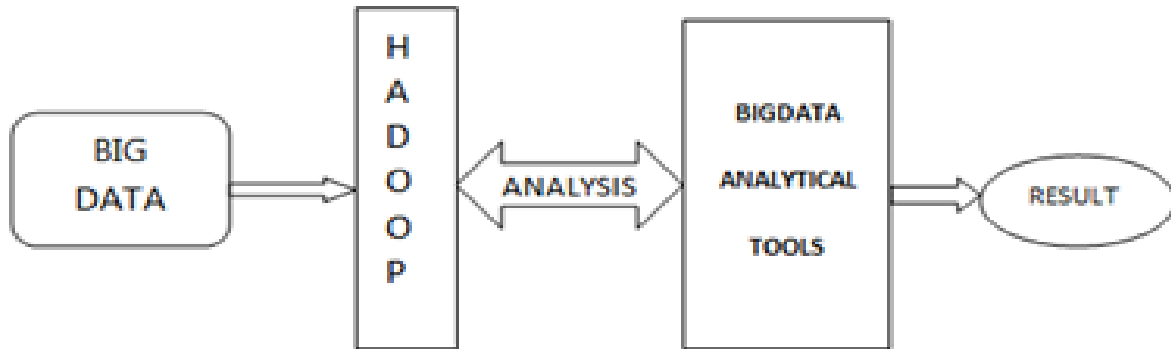 BIG
DATA
H
A
D
O
O
P
ANALYSIS
BIGDATA
ANALYTICAL
TOOLS
RESULT